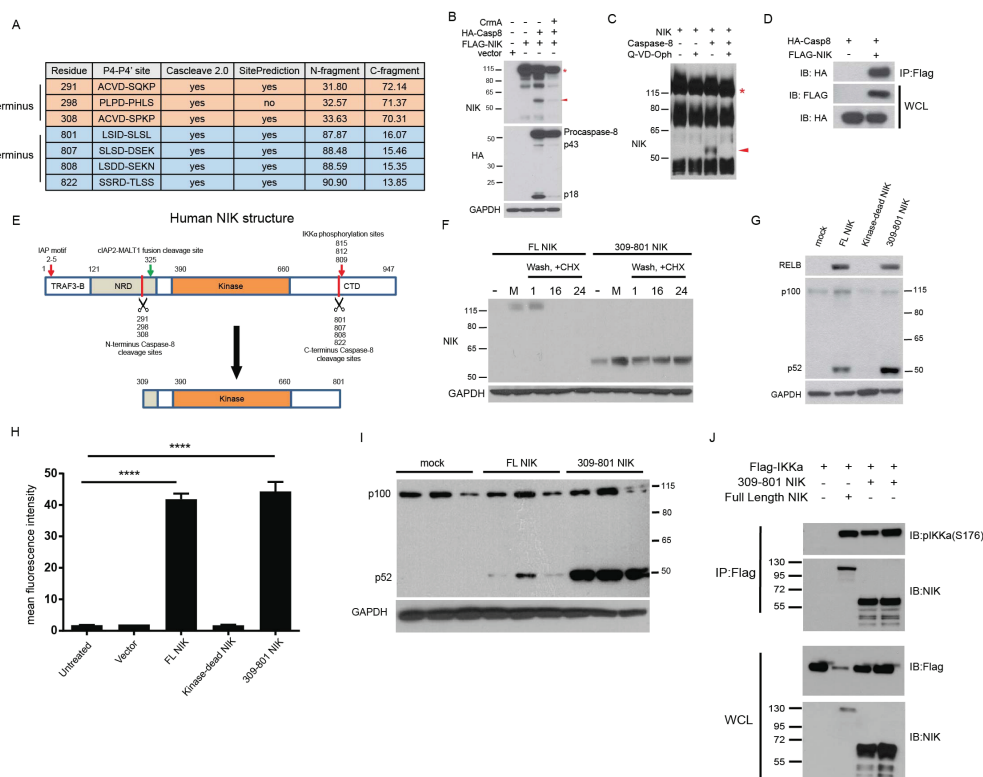 A
Residue P4-P4' site Cascleave 2.0 SitePrediction N-fragment C-fragment
291 ACVD-SQKP yes yes 31.80 72.14
298 PLPD-PHLS yes no 32.57 71.37
308 ACVD-SPKP yes yes 33.63 70.31
801 LSID-SLSL yes yes 87.87 16.07
807 SLSD-DSEK yes yes 88.48 15.46
808 LSDD-SEKN yes yes 88.59 15.35
822 SSRD-TLSS yes yes 90.90 13.85
terminus
terminus
B
CrmA - - - +
HA-Casp8 - - + +
FLAG-NIK - + + +
vector + - - -
115
90
65
50
NIK
*
50
37
25
15
HA
Procaspase-8
p43
p18
GAPDH
C
NIK + + + +
Caspase-8 - - + +
Q-VD-Oph - + - +
115
65
50
NIK
*
D
HA-Casp8 + +
FLAG-NIK - +
IB: HA
IB: FLAG
IB: HA
IP:Flag
WCL
E
Human NIK structure
IAP motif
2-5
cIAP2-MALT1 fusion cleavage site
325
IKKα phosphorylation sites
815
812
809
1 121 390 660 947
TRAF3-B NRD Kinase CTD
291
298
308
N-terminus Caspase-8
cleavage sites
801
807
808
822
C-terminus Caspase-8
cleavage sites
309 390 660 801
Kinase
F
FL NIK 309-801 NIK
Wash, +CHX Wash, +CHX
- M 1 16 24 - M 1 16 24
115
65
50
NIK
GAPDH
G
mock FL NIK Kinase-dead NIK 309-801 NIK
RELB
p100
p52
GAPDH
115
90
65
50
H
mean fluorescence intensity
50
40
30
20
10
0
****
****
Untreated Vector FL NIK Kinase-dead NIK 309-801 NIK
I
mock FL NIK 309-801 NIK
p100
p52
GAPDH
115
80
65
50
J
Flag-IKKa + + + +
309-801 NIK - - + +
Full Length NIK - + - -
IP:Flag
IB:pIKKa(S176)
130
95
72
55
IB:NIK
WCL
IB:Flag
130
95
72
55
IB:NIK